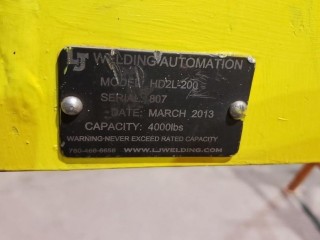 LJ WELDING AUTOMATION
MODEL: HD2L-200
SERIAL: 807
DATE: MARCH 2013
CAPACITY: 4000lbs
WARNING-NEVER EXCEED RATED CAPACITY
WWW.LJWELDING.COM